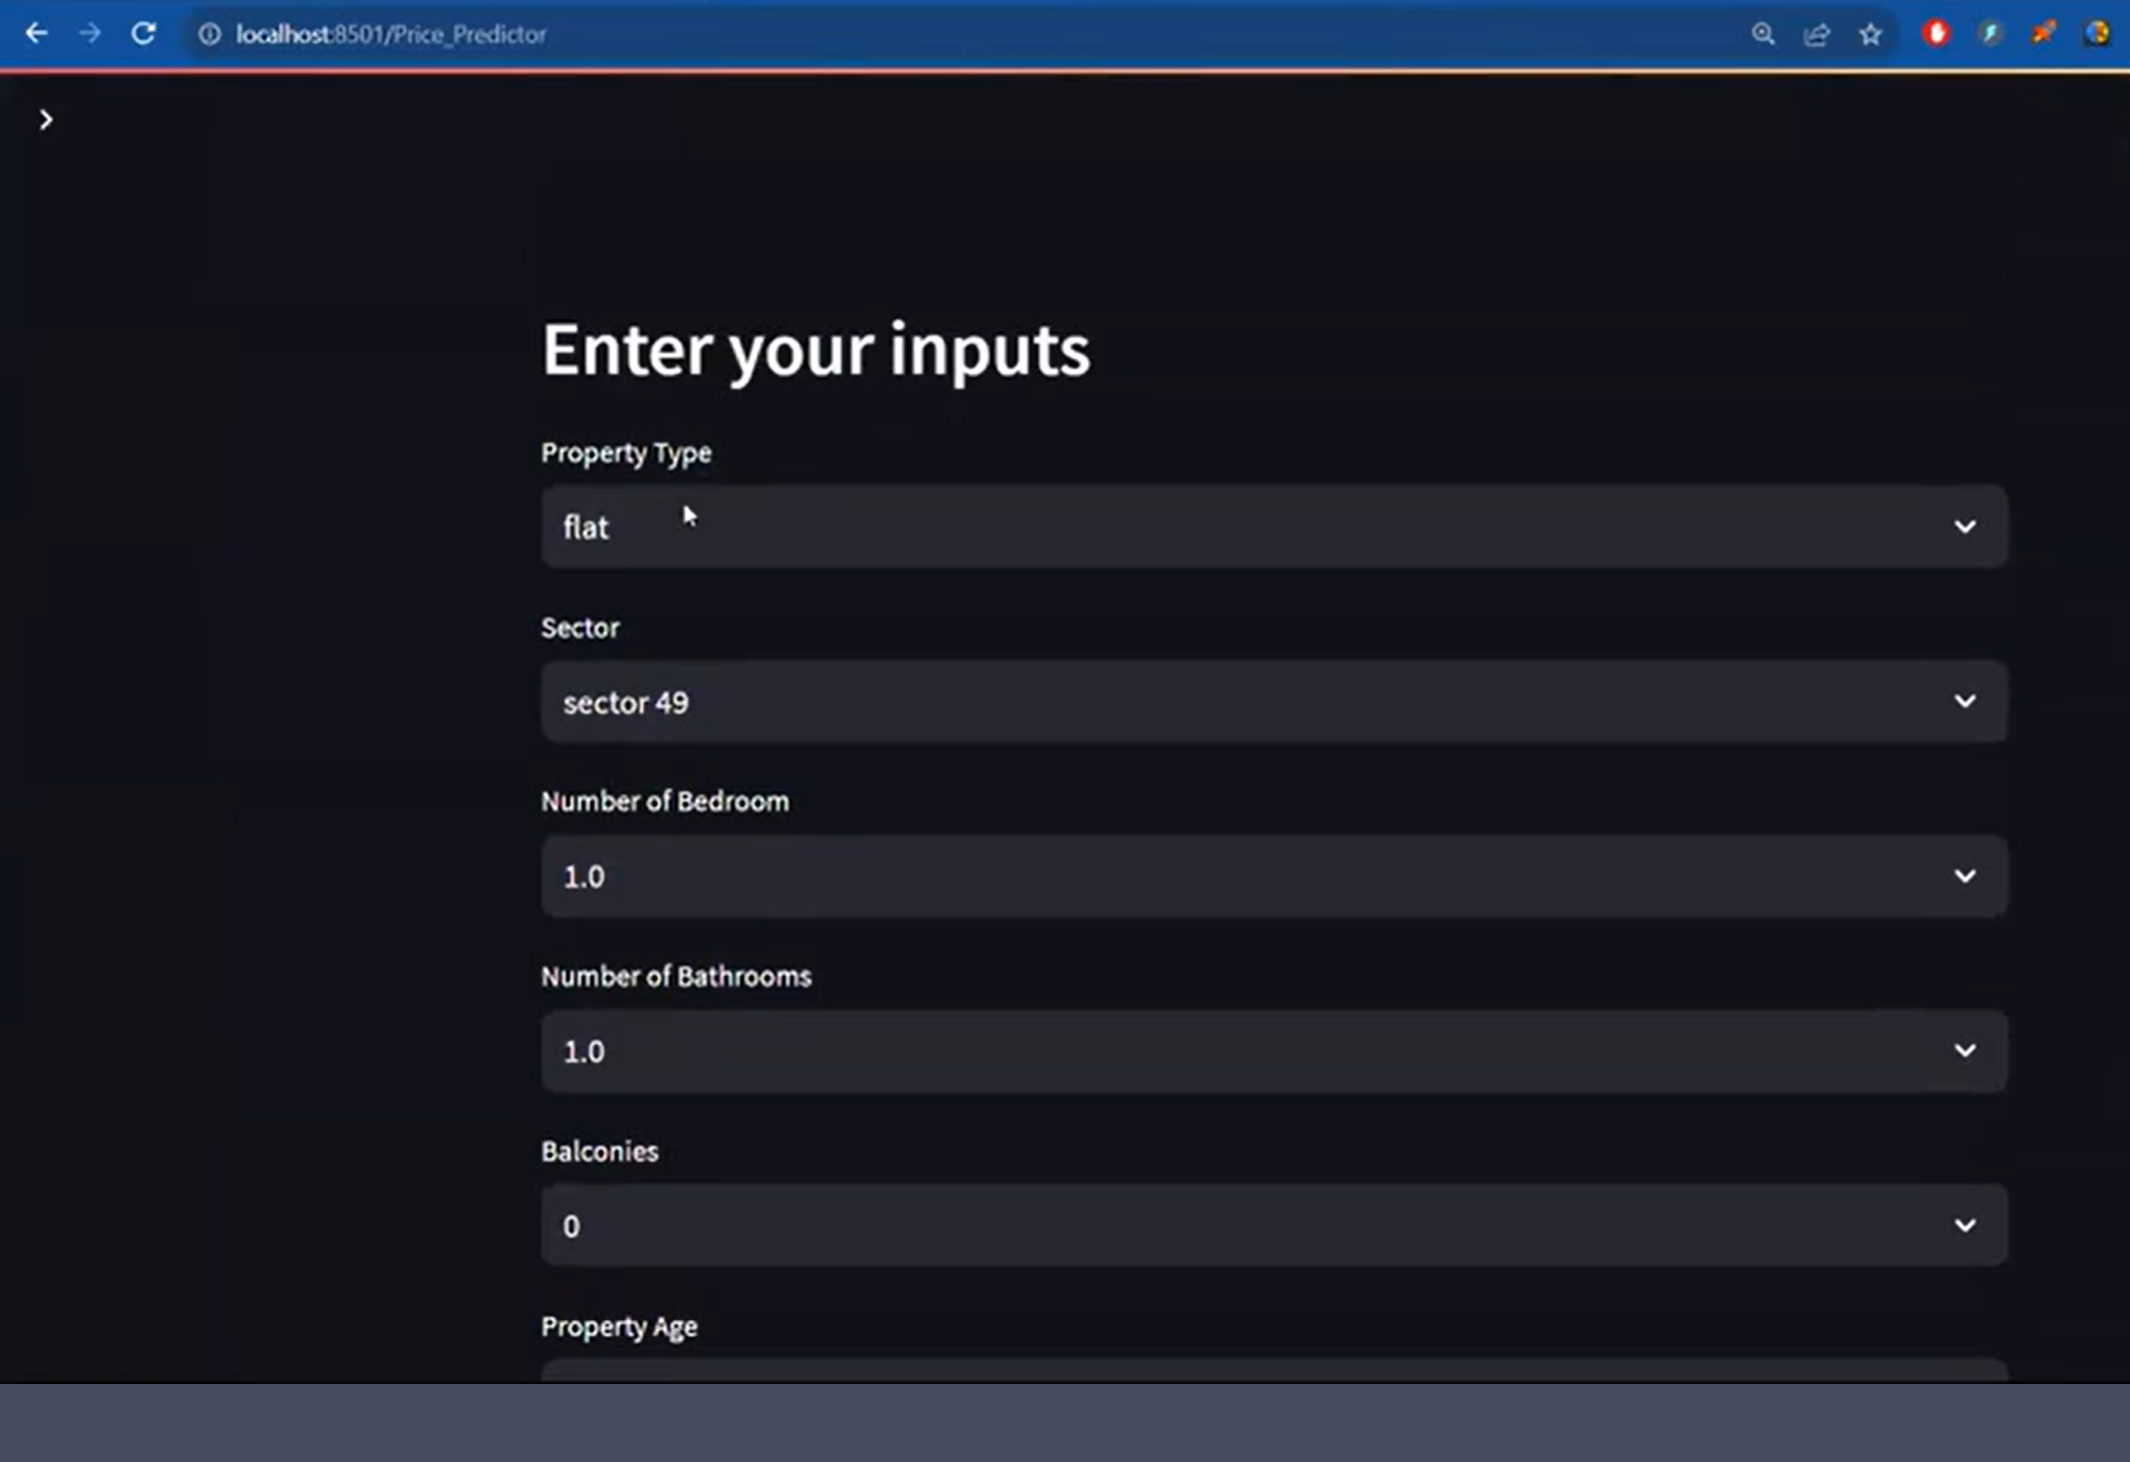 localhost:8501/Price_Predictor
Enter your inputs
Property Type
flat
Sector
sector 49
Number of Bedroom
1.0
Number of Bathrooms
1.0
Balconies
0
Property Age